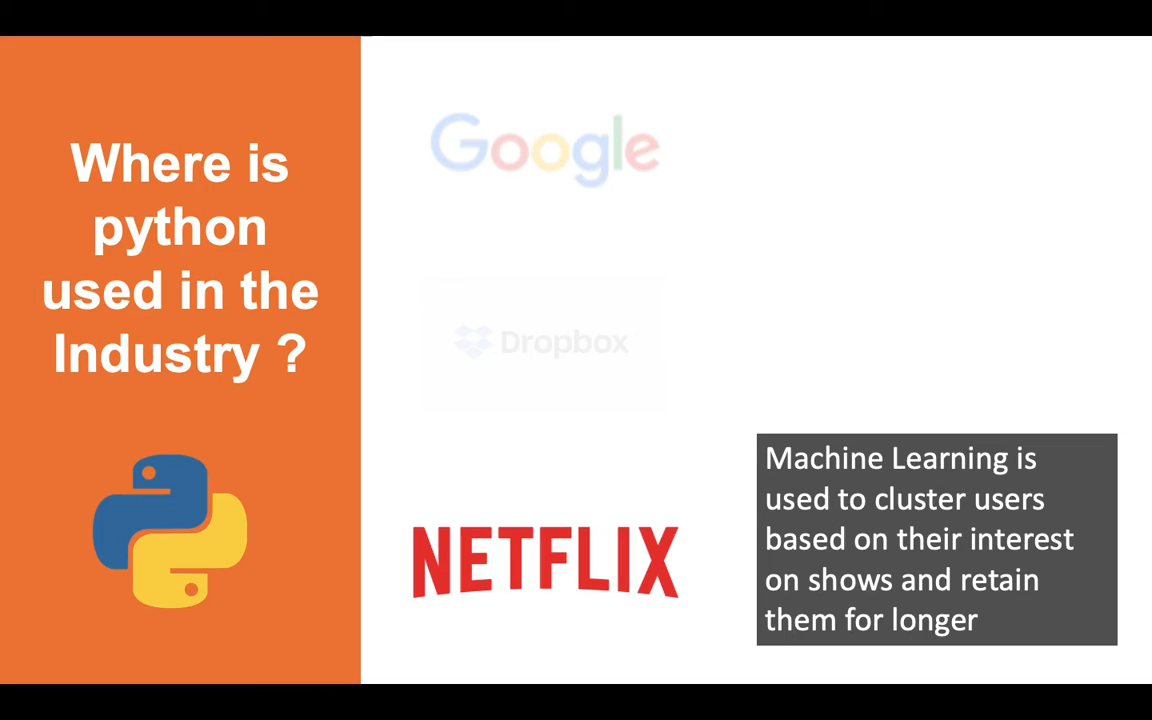 Where is
python
used in the
Industry ?
Google
Dropbox
NETFLIX
Machine Learning is
used to cluster users
based on their interest
on shows and retain
them for longer